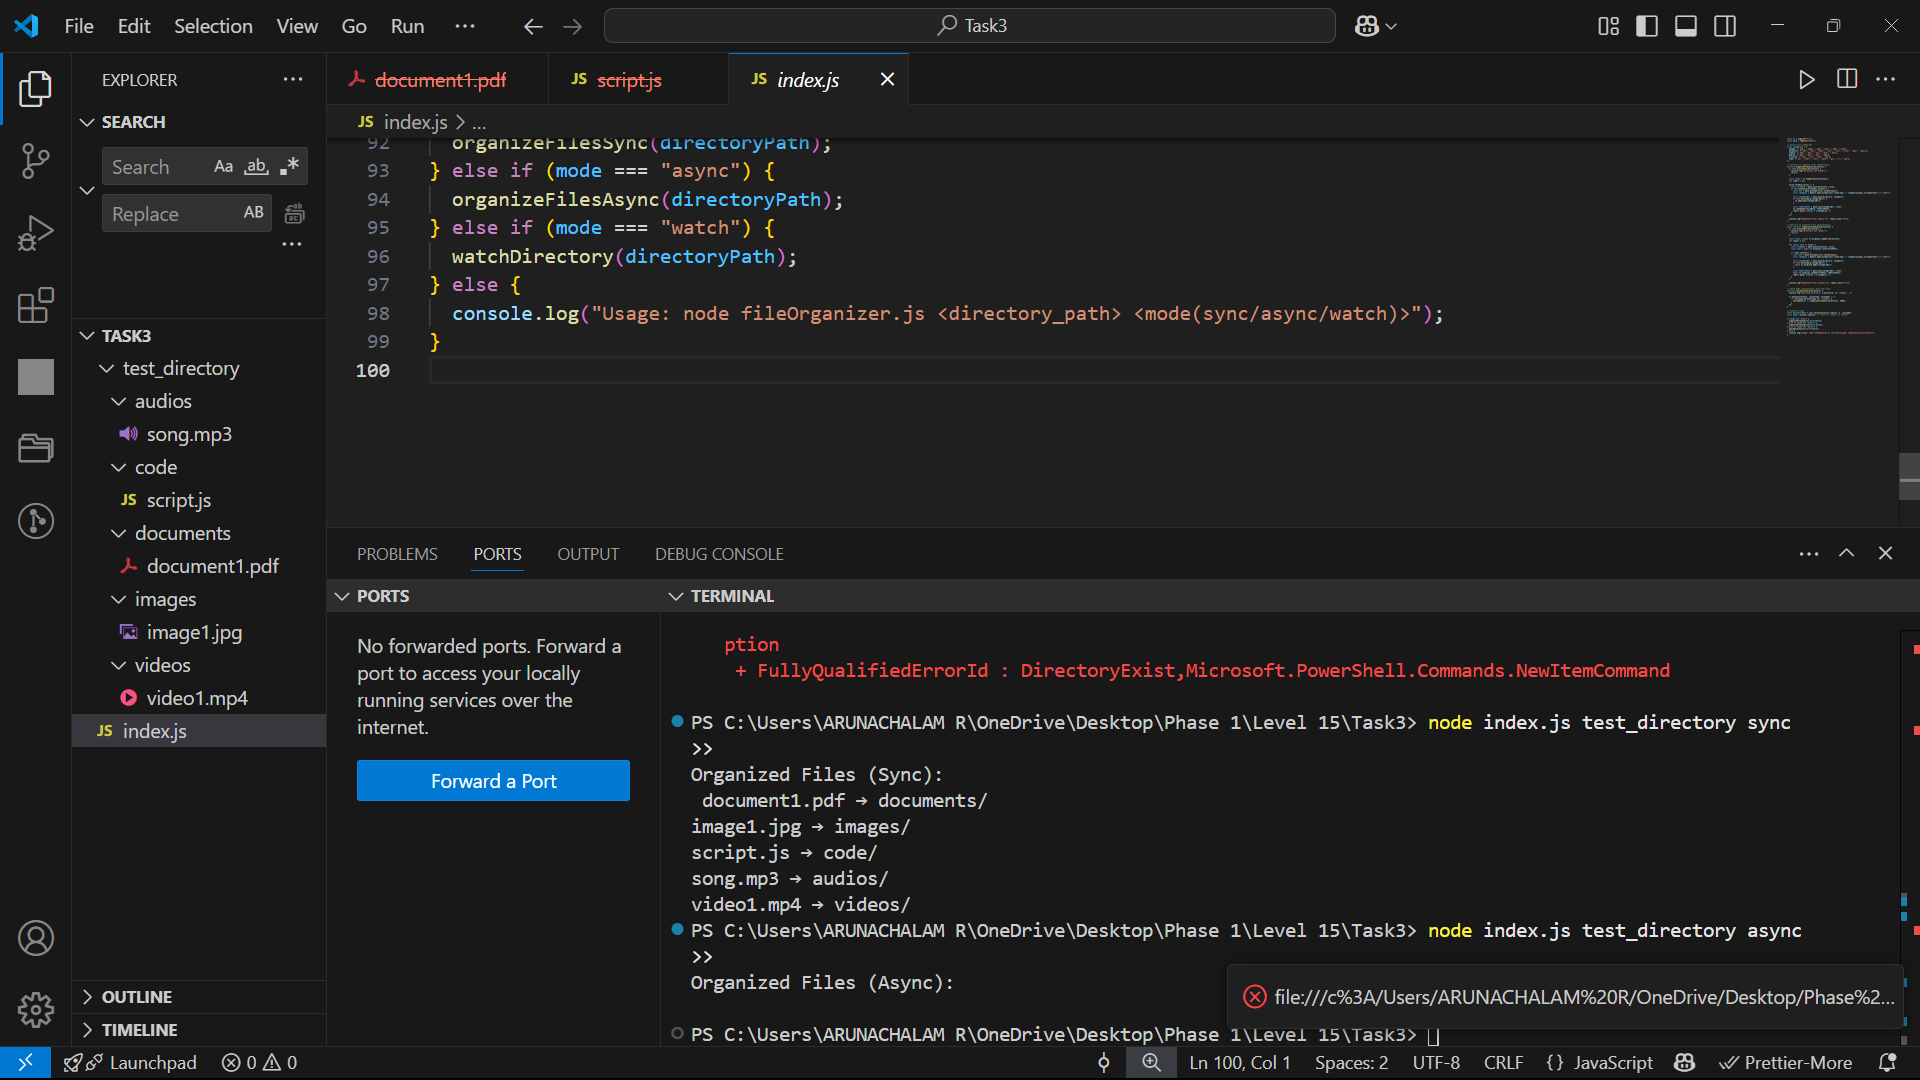 File Edit Selection View Go Run ... Task3
EXPLORER ...
SEARCH
Search Aa ab .*
Replace AB
...
TASK3
test_directory
audios
song.mp3
code
JS script.js
documents
document1.pdf
images
image1.jpg
videos
video1.mp4
JS index.js
OUTLINE
TIMELINE
document1.pdf JS script.js JS index.js
JS index.js > ...
92 organizeFilesSync(directoryPath);
93 } else if (mode === "async") {
94 organizeFilesAsync(directoryPath);
95 } else if (mode === "watch") {
96 watchDirectory(directoryPath);
97 } else {
98 console.log("Usage: node fileOrganizer.js <directory_path> <mode(sync/async/watch)>");
99 }
100
PROBLEMS PORTS OUTPUT DEBUG CONSOLE
PORTS
No forwarded ports. Forward a
port to access your locally
running services over the
internet.
Forward a Port
TERMINAL
ption
+ FullyQualifiedErrorId : DirectoryExist,Microsoft.PowerShell.Commands.NewItemCommand
PS C:\Users\ARUNACHALAM R\OneDrive\Desktop\Phase 1\Level 15\Task3> node index.js test_directory sync
>>
Organized Files (Sync):
document1.pdf → documents/
image1.jpg → images/
script.js → code/
song.mp3 → audios/
video1.mp4 → videos/
PS C:\Users\ARUNACHALAM R\OneDrive\Desktop\Phase 1\Level 15\Task3> node index.js test_directory async
>>
Organized Files (Async):
PS C:\Users\ARUNACHALAM R\OneDrive\Desktop\Phase 1\Level 15\Task3>
file:///c%3A/Users/ARUNACHALAM%20R/OneDrive/Desktop/Phase%2...
Launchpad 0 0 Ln 100, Col 1 Spaces: 2 UTF-8 CRLF {} JavaScript Prettier-More